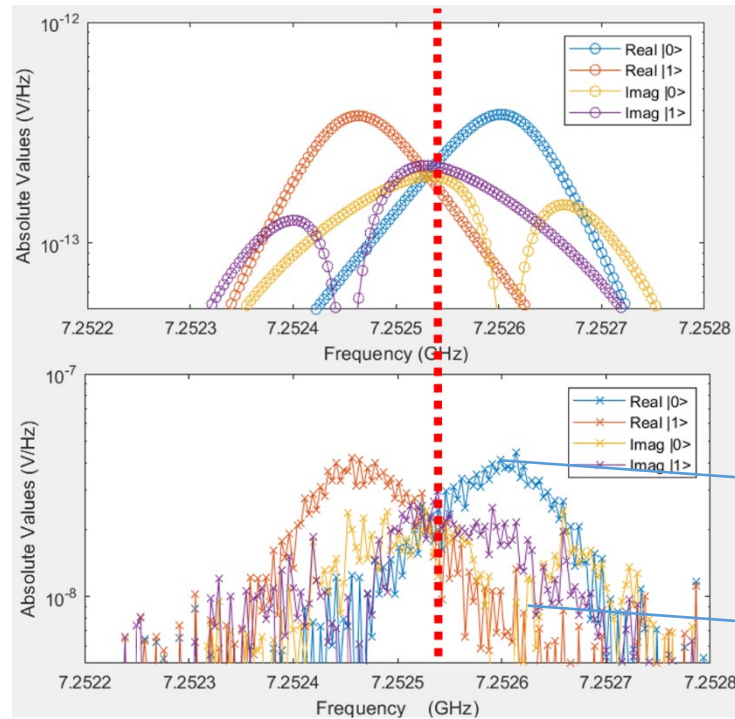 10^-12
Real |0>
Real |1>
Imag |0>
Imag |1>
Absolute Values (V/Hz)
10^-13
7.2522 7.2523 7.2524 7.2525 7.2526 7.2527 7.2528
Frequency (GHz)
10^-7
Real |0>
Real |1>
Imag |0>
Imag |1>
Absolute Values (V/Hz)
10^-8
7.2522 7.2523 7.2524 7.2525 7.2526 7.2527 7.2528
Frequency (GHz)